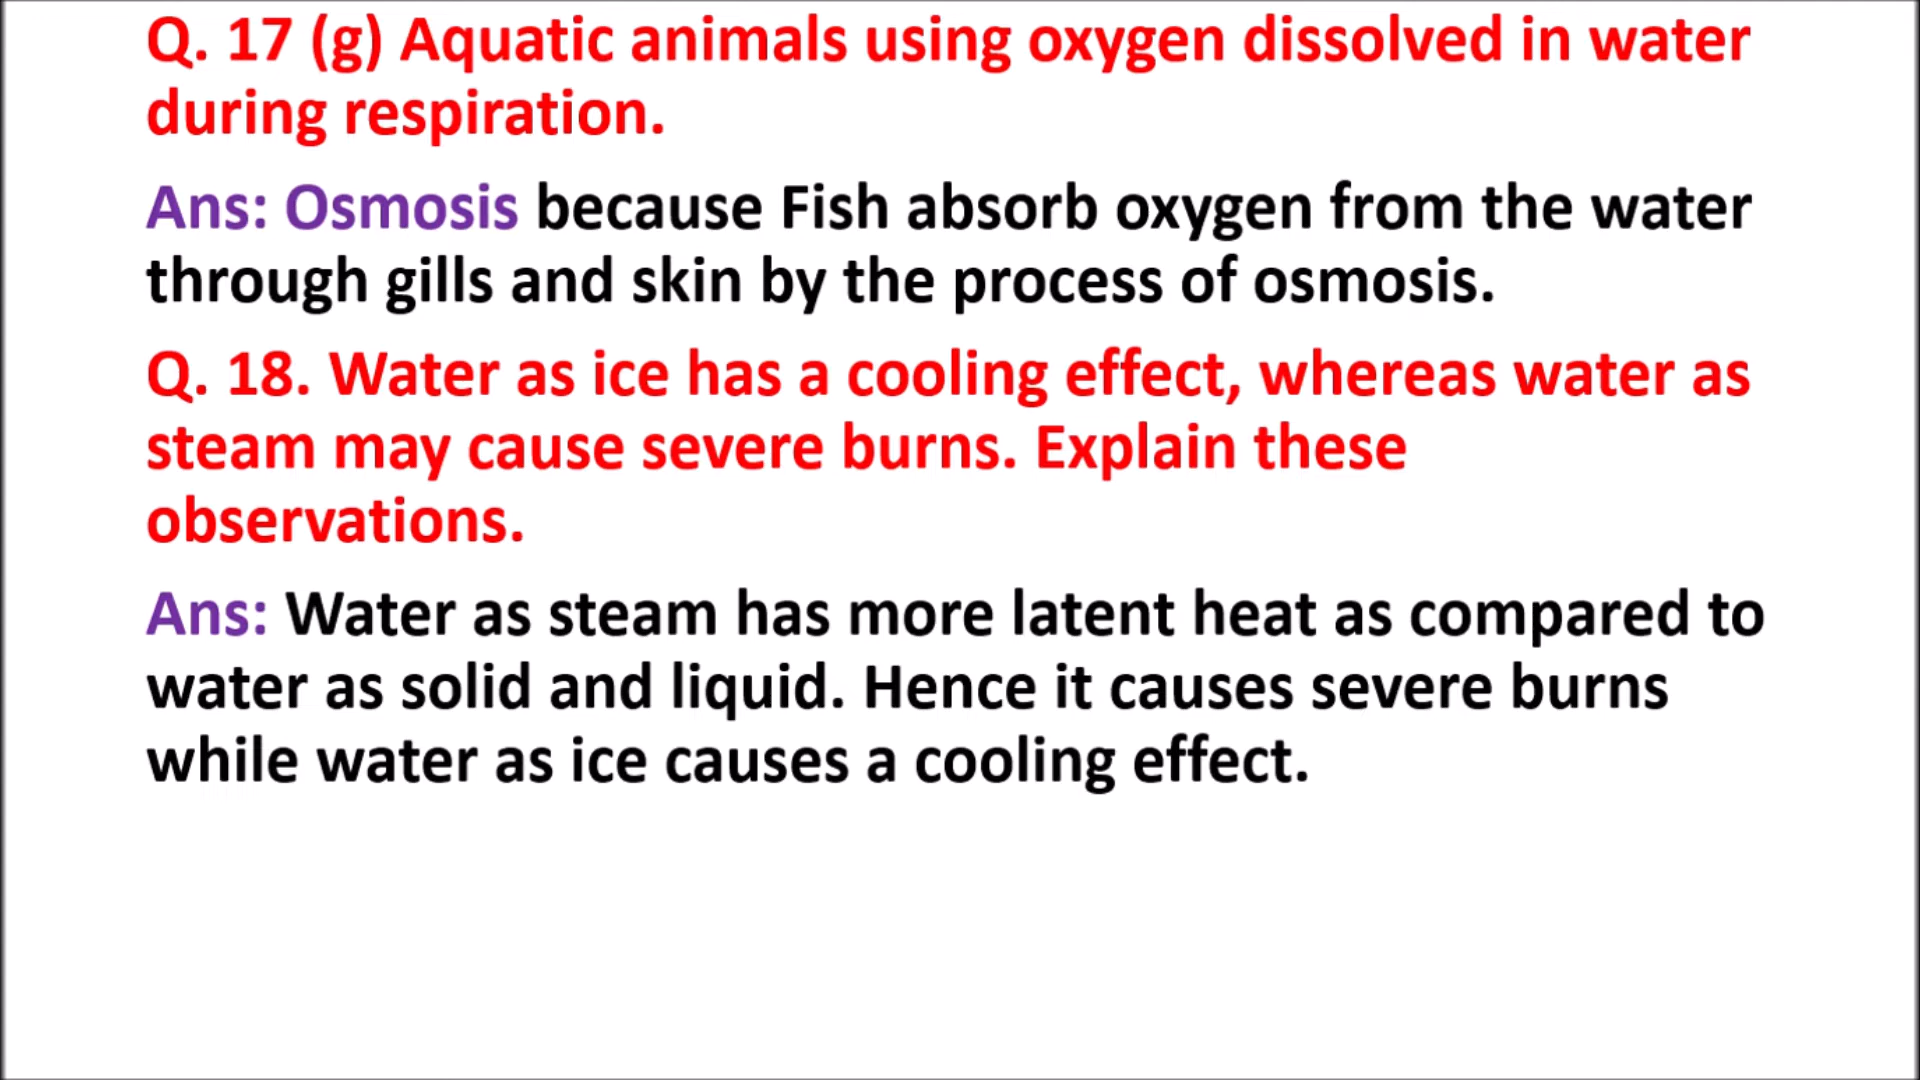 Q. 17 (g) Aquatic animals using oxygen dissolved in water
during respiration.
Ans: Osmosis because Fish absorb oxygen from the water
through gills and skin by the process of osmosis.
Q. 18. Water as ice has a cooling effect, whereas water as
steam may cause severe burns. Explain these
observations.
Ans: Water as steam has more latent heat as compared to
water as solid and liquid. Hence it causes severe burns
while water as ice causes a cooling effect.